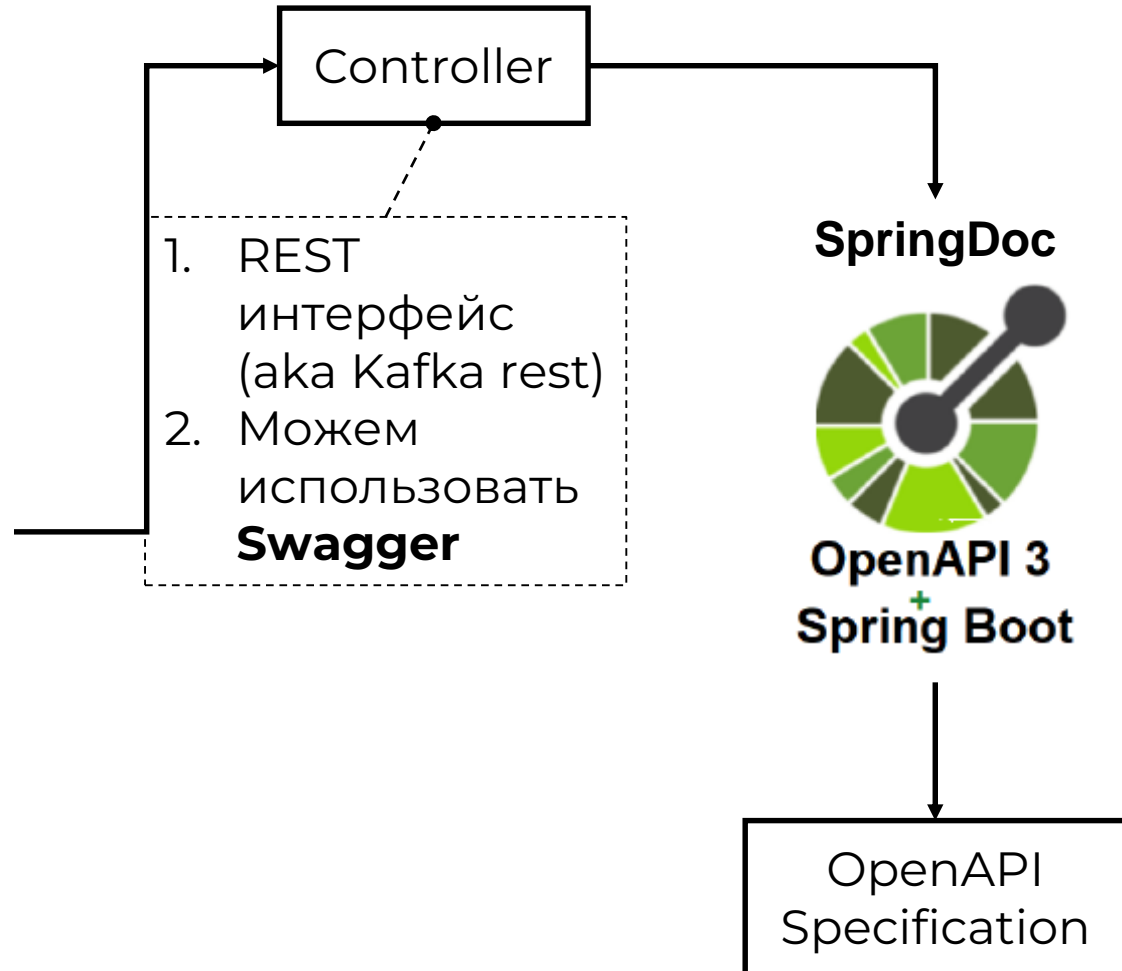 Controller
1. REST
интерфейс
(aka Kafka rest)
2. Можем
использовать
Swagger
SpringDoc
OpenAPI 3
+
Spring Boot
OpenAPI
Specification